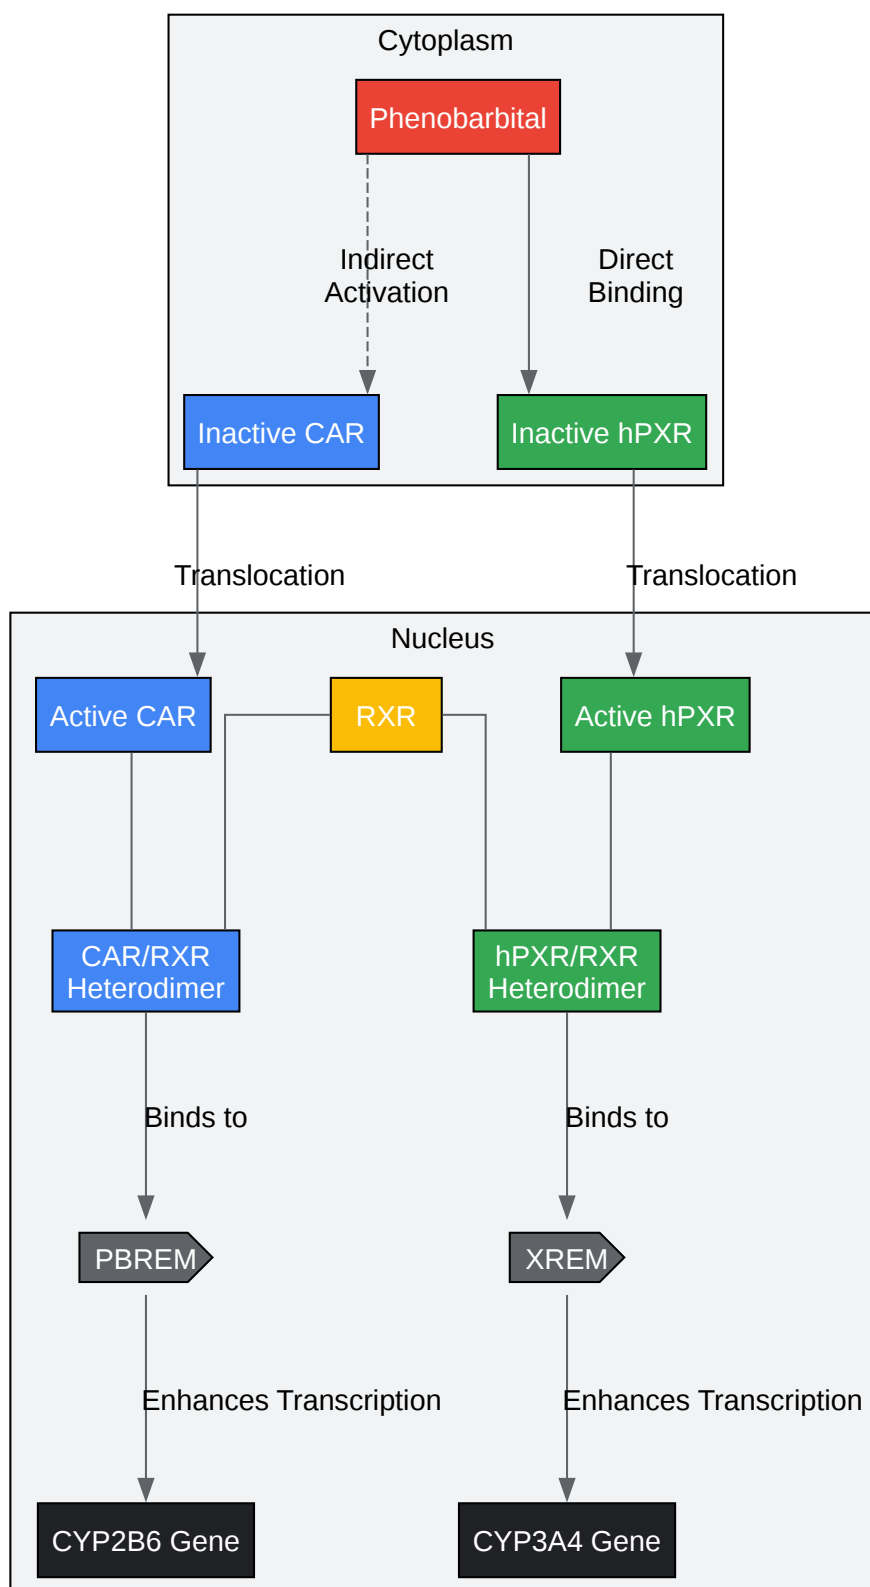 Cytoplasm
Phenobarbital
Indirect
Activation
Direct
Binding
Inactive CAR
Inactive hPXR
Translocation
Translocation
Nucleus
Active CAR
RXR
Active hPXR
CAR/RXR
Heterodimer
hPXR/RXR
Heterodimer
Binds to
Binds to
PBREM
XREM
Enhances Transcription
Enhances Transcription
CYP2B6 Gene
CYP3A4 Gene